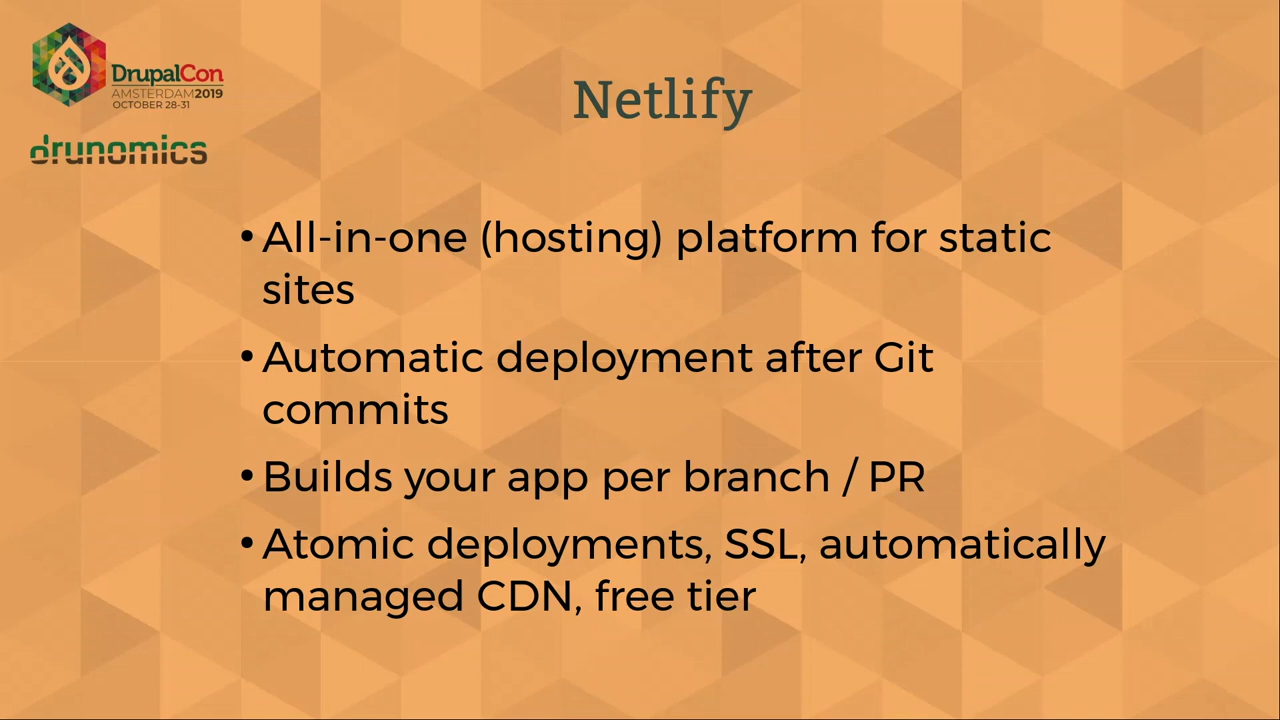 DrupalCon
AMSTERDAM2019
OCTOBER 28-31
drunomics
Netlify
• All-in-one (hosting) platform for static
sites
• Automatic deployment after Git
commits
• Builds your app per branch / PR
• Atomic deployments, SSL, automatically
managed CDN, free tier